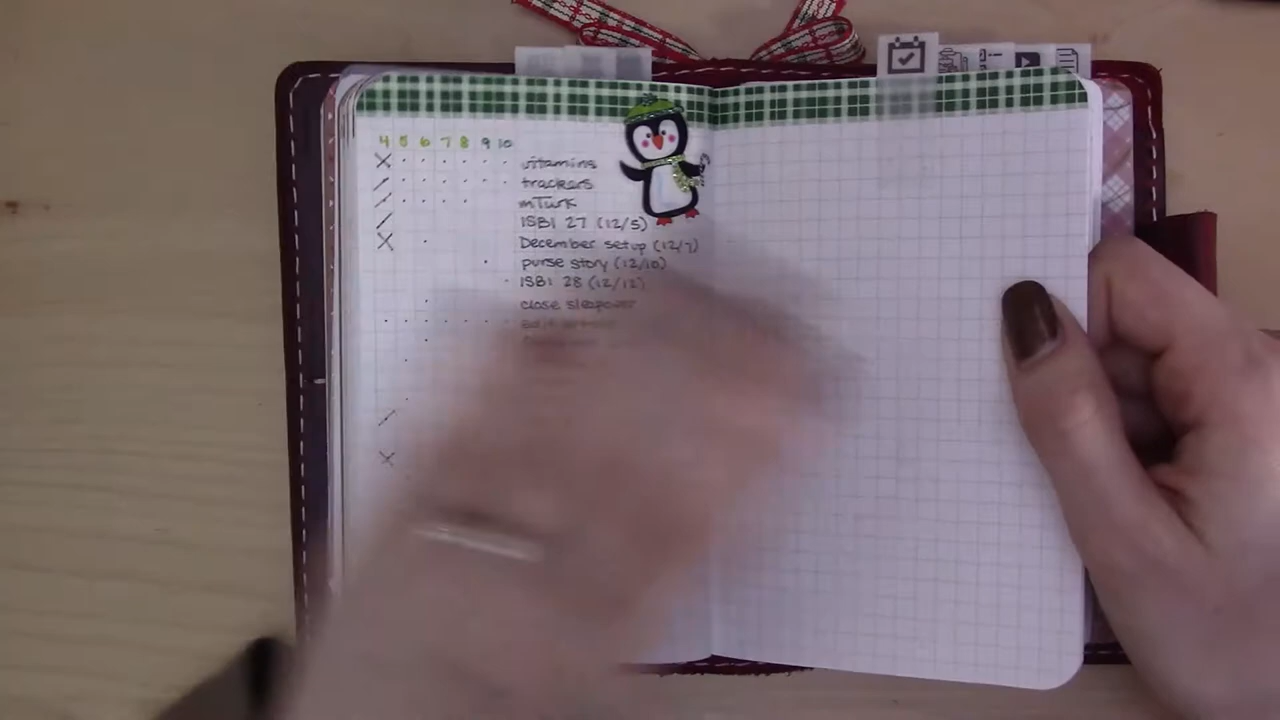 4 5 6 7 8 9 10
vitamins
trackers
mTurk
ISBI 27 (12/5)
December setup (12/7)
purse story (12/10)
ISBI 28 (12/12)
close sleapover